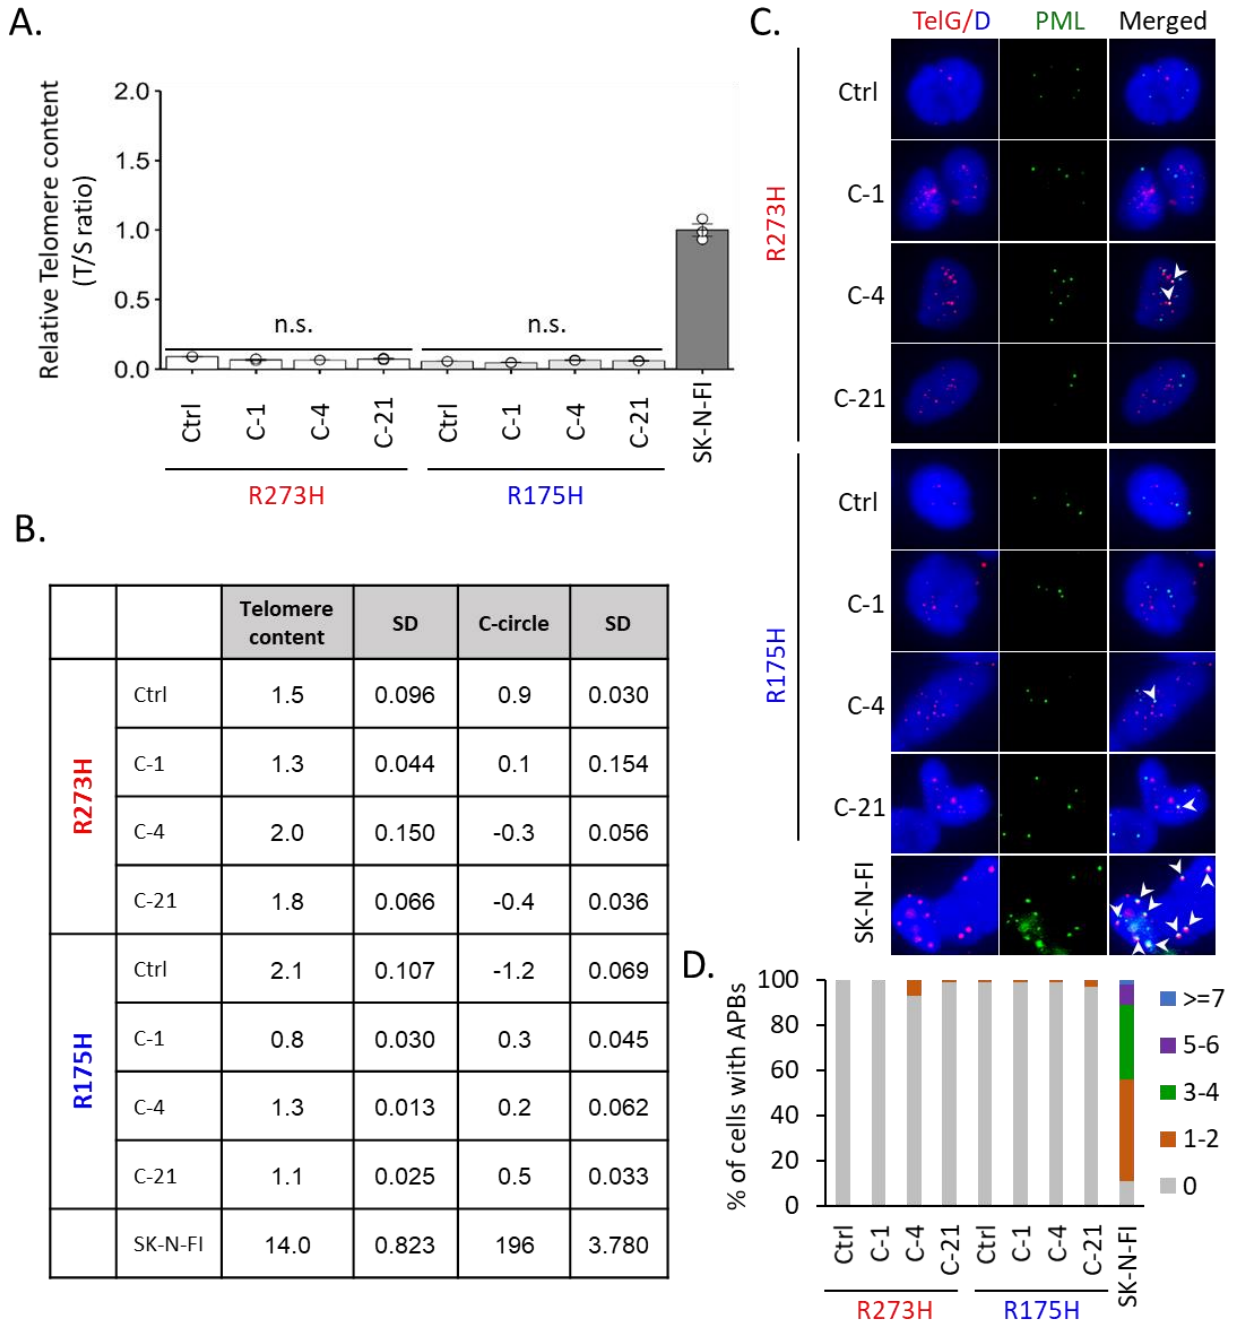 A.
Relative Telomere content
(T/S ratio)
2.0
1.5
1.0
0.5
0.0
n.s.
n.s.
Ctrl
C-1
C-4
C-21
Ctrl
C-1
C-4
C-21
SK-N-FI
R273H
R175H
B.
Telomere content SD C-circle SD
R273H
Ctrl 1.5 0.096 0.9 0.030
C-1 1.3 0.044 0.1 0.154
C-4 2.0 0.150 -0.3 0.056
C-21 1.8 0.066 -0.4 0.036
R175H
Ctrl 2.1 0.107 -1.2 0.069
C-1 0.8 0.030 0.3 0.045
C-4 1.3 0.013 0.2 0.062
C-21 1.1 0.025 0.5 0.033
SK-N-FI 14.0 0.823 196 3.780
C.
TelG/D PML Merged
R273H
Ctrl
C-1
C-4
C-21
R175H
Ctrl
C-1
C-4
C-21
SK-N-FI
D.
% of cells with APBs
100
80
60
40
20
0
>=7
5-6
3-4
1-2
0
Ctrl
C-1
C-4
C-21
Ctrl
C-1
C-4
C-21
SK-N-FI
R273H
R175H